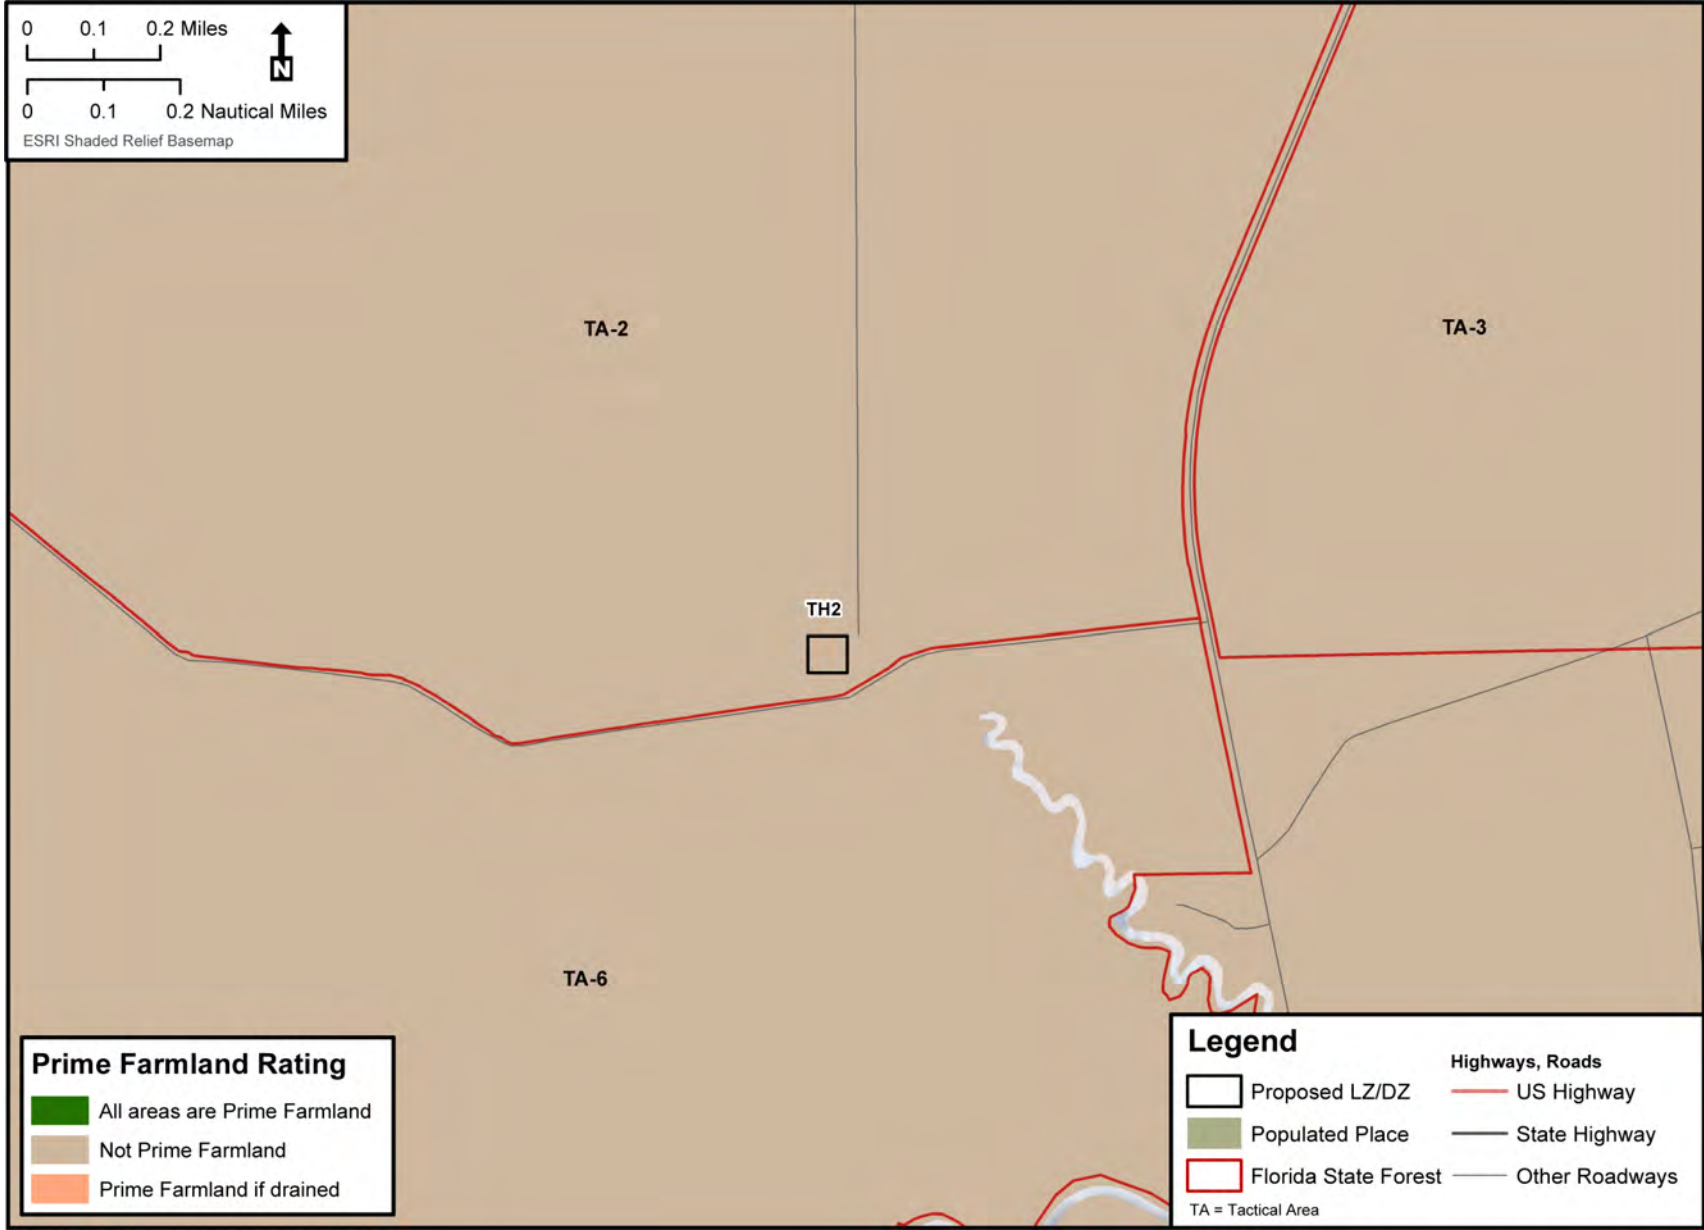 0 0.1 0.2 Miles
N
0 0.1 0.2 Nautical Miles
ESRI Shaded Relief Basemap
TA-2
TA-3
TH2
TA-6
Prime Farmland Rating
All areas are Prime Farmland
Not Prime Farmland
Prime Farmland if drained
Legend
Proposed LZ/DZ
Populated Place
Florida State Forest
TA = Tactical Area
Highways, Roads
US Highway
State Highway
Other Roadways